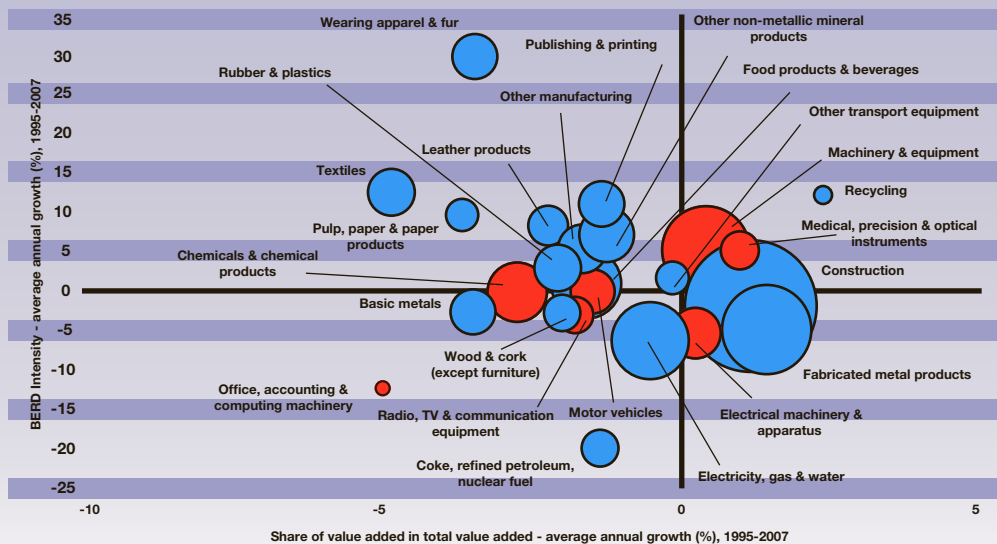 35
30
25
20
15
10
5
0
-5
-10
-15
-20
-25
BERD Intensity - average annual growth (%), 1995-2007
Wearing apparel & fur
Publishing & printing
Other non-metallic mineral
products
Rubber & plastics
Food products & beverages
Other manufacturing
Other transport equipment
Leather products
Machinery & equipment
Textiles
Recycling
Pulp, paper & paper
products
Medical, precision & optical
instruments
Chemicals & chemical
products
Construction
Basic metals
Wood & cork
(except furniture)
Fabricated metal products
Office, accounting &
computing machinery
Radio, TV & communication
equipment
Motor vehicles
Electrical machinery &
apparatus
Coke, refined petroleum,
nuclear fuel
Electricity, gas & water
-10
-5
0
5
Share of value added in total value added - average annual growth (%), 1995-2007